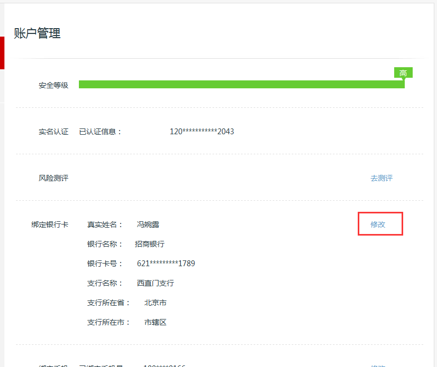 账户管理
安全等级 高
实名认证 已认证信息： 120***********2043
风险测评 去测评
绑定银行卡 真实姓名： 冯婉露 修改
银行名称： 招商银行
银行卡号： 621*********1789
支行名称： 西直门支行
支行所在省： 北京市
支行所在市： 市辖区